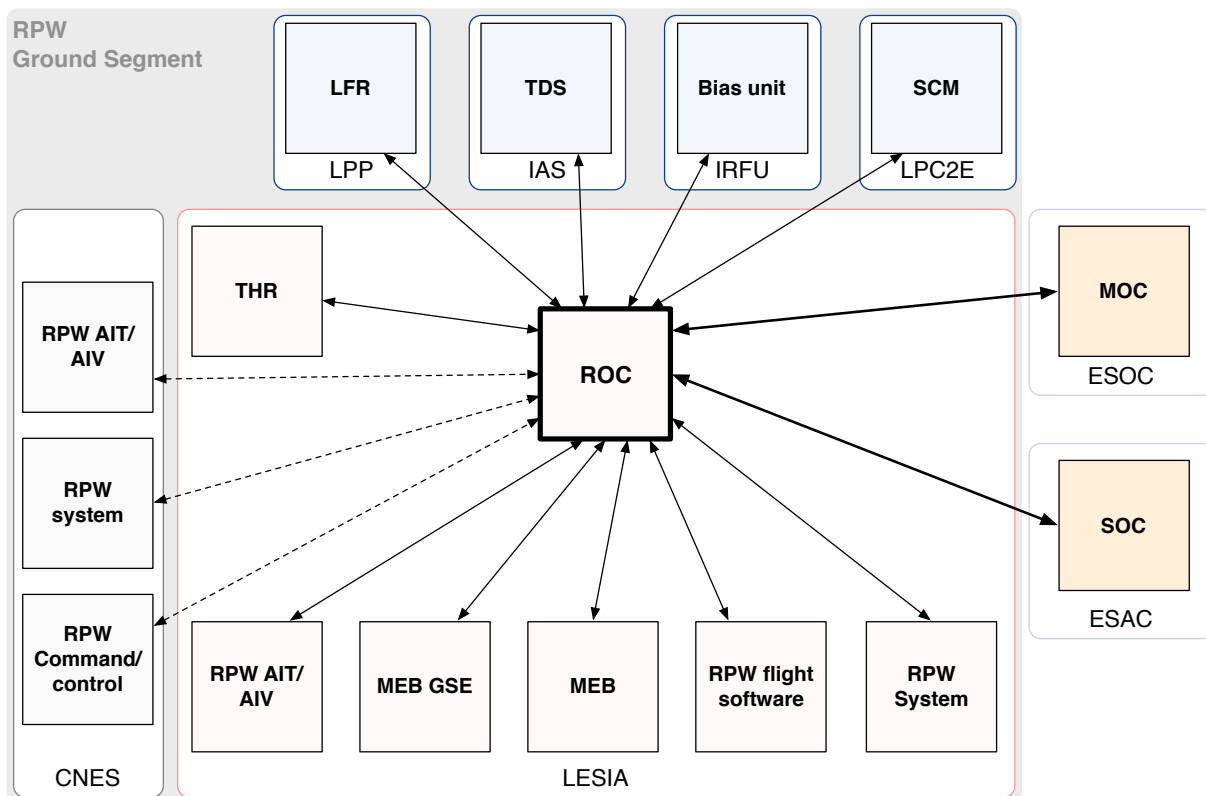 RPW
Ground Segment
LFR
LPP
TDS
IAS
Bias unit
IRFU
SCM
LPC2E
THR
ROC
RPW AIT/
AIV
RPW
system
RPW
Command/
control
CNES
RPW AIT/
AIV
MEB GSE
MEB
RPW flight
software
RPW
System
LESIA
MOC
ESOC
SOC
ESAC